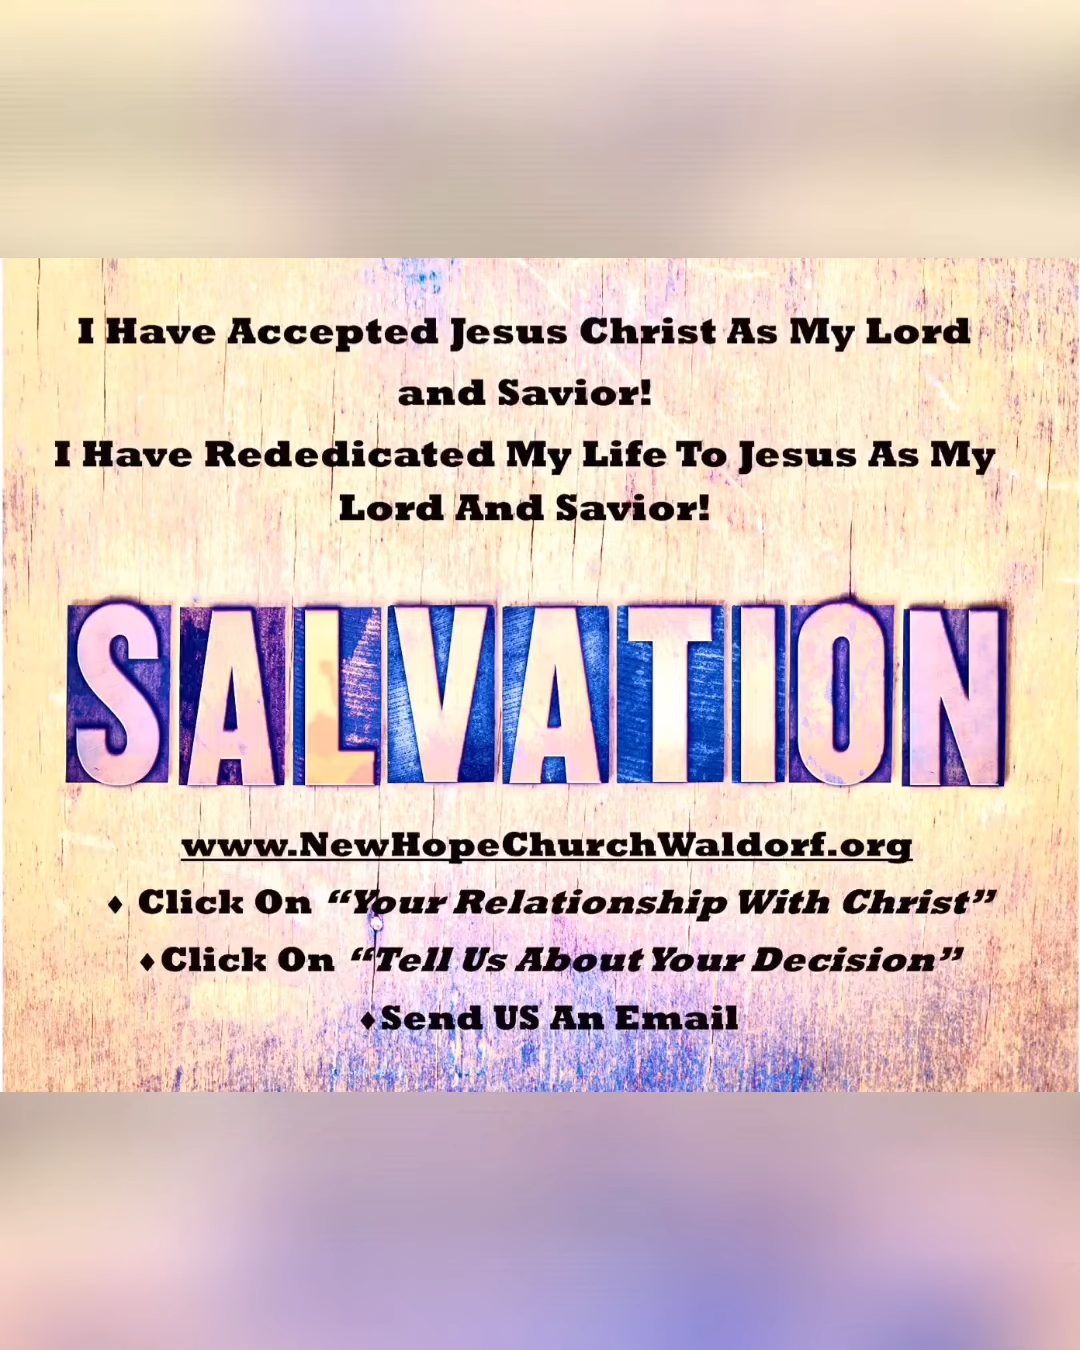 I Have Accepted Jesus Christ As My Lord
and Savior!
I Have Rededicated My Life To Jesus As My
Lord And Savior!
SALVATION
www.NewHopeChurchWaldorf.org
♦ Click On “Your Relationship With Christ”
♦Click On “Tell Us About Your Decision”
♦Send US An Email